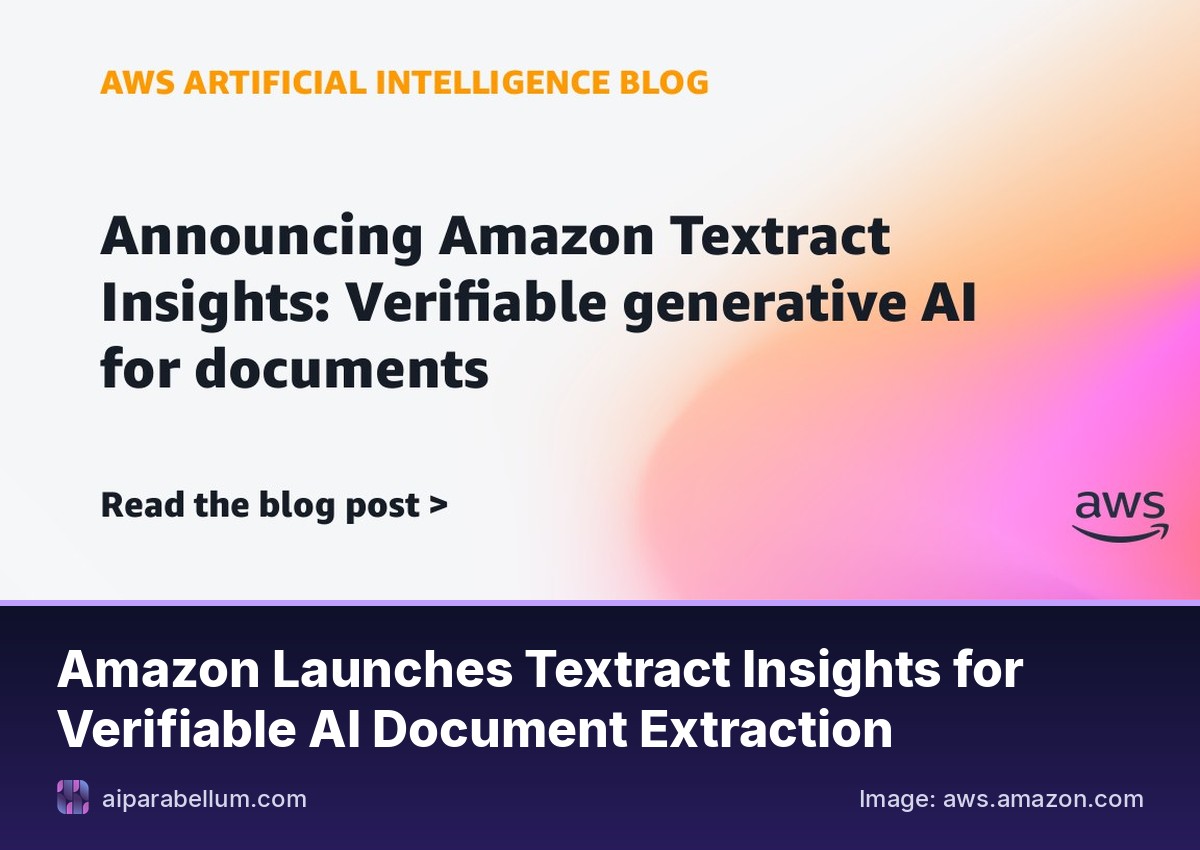 AWS ARTIFICIAL INTELLIGENCE BLOG
Announcing Amazon Textract
Insights: Verifiable generative AI
for documents
Read the blog post >
aws
Amazon Launches Textract Insights for
Verifiable AI Document Extraction
aiparabellum.com
Image: aws.amazon.com